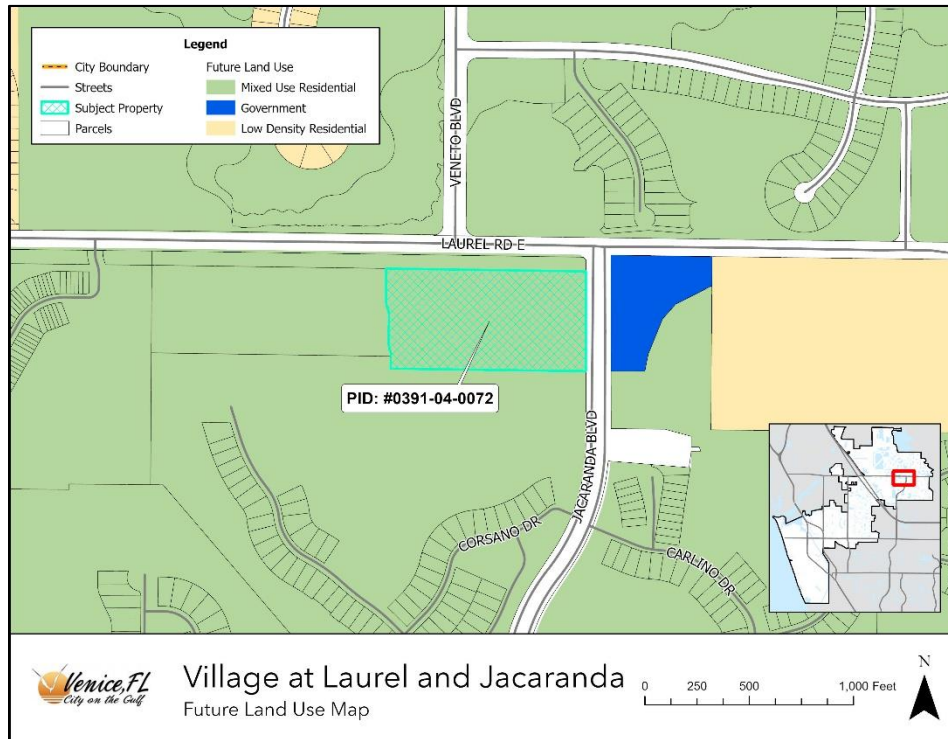 Legend
City Boundary
Streets
Subject Property
Parcels
Future Land Use
Mixed Use Residential
Government
Low Density Residential
VENETO BLVD
LAUREL RD E
PID: #0391-04-0072
JACARANDA BLVD
CORSANO DR
CARLINO DR
Venice, FL
City on the Gulf
Village at Laurel and Jacaranda
Future Land Use Map
0 250 500 1,000 Feet
N